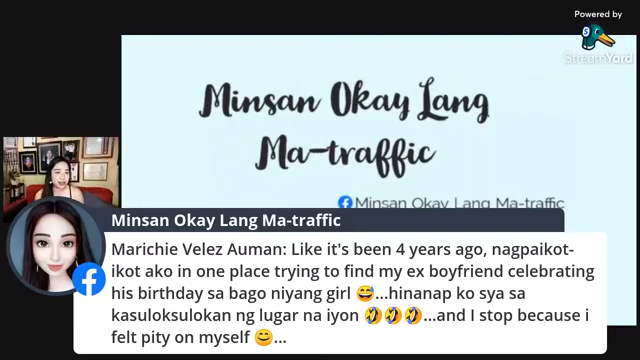 Powered by
StreamYard
Minsan Okay Lang
Ma-traffic
Minsan Okay Lang Ma-traffic
Minsan Okay Lang Ma-traffic
Marichie Velez Auman: Like it's been 4 years ago, nagpaikot-
ikot ako in one place trying to find my ex boyfriend celebrating
his birthday sa bago niyang girl 😅...hinanap ko sya sa
kasuloksulokan ng lugar na iyon 🤣🤣🤣...and I stop because i
felt pity on myself 😊...